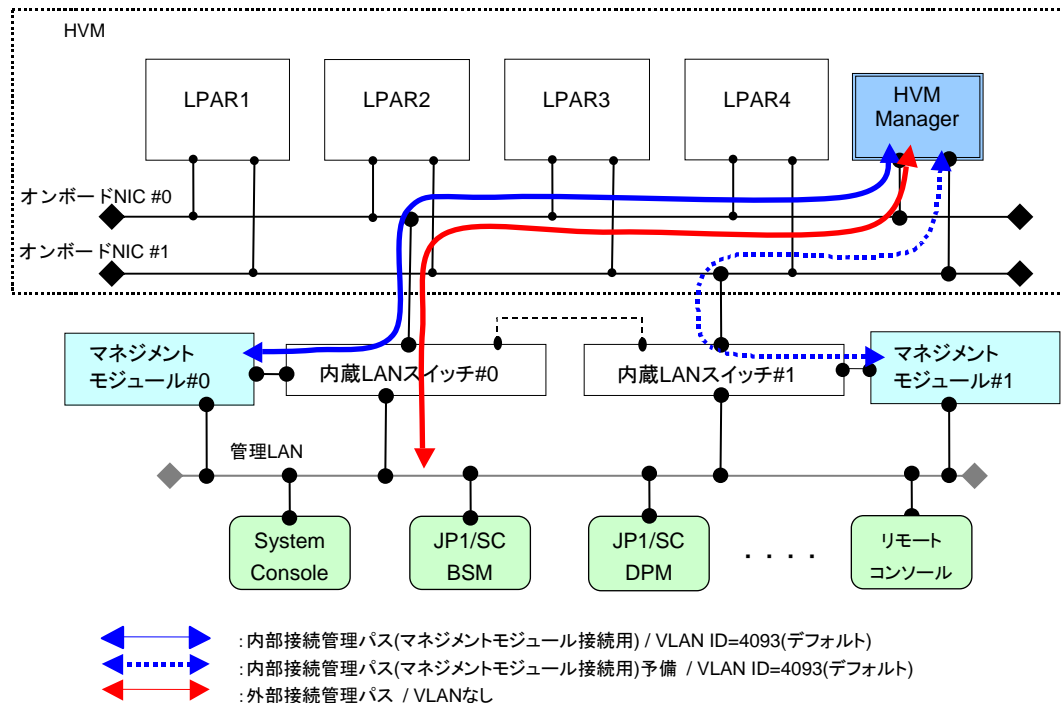 HVM
LPAR1
LPAR2
LPAR3
LPAR4
HVM
Manager
オンボードNIC #0
オンボードNIC #1
マネジメント
モジュール#0
内蔵LANスイッチ#0
内蔵LANスイッチ#1
マネジメント
モジュール#1
管理LAN
System
Console
JP1/SC
BSM
JP1/SC
DPM
・・・・
リモート
コンソール
:内部接続管理パス(マネジメントモジュール接続用) / VLAN ID=4093(デフォルト)
:内部接続管理パス(マネジメントモジュール接続用)予備 / VLAN ID=4093(デフォルト)
:外部接続管理パス / VLANなし